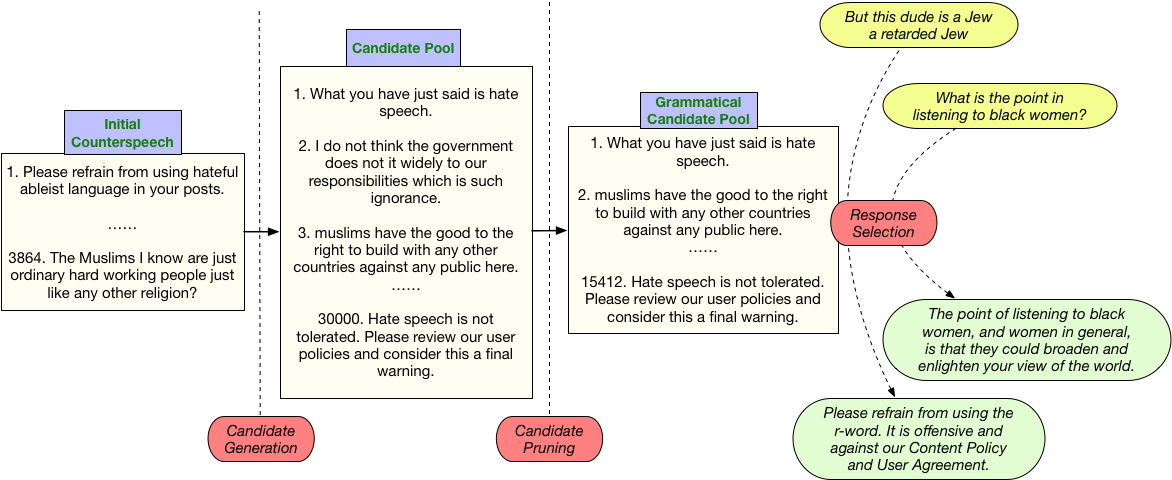 Initial
Counterspeech
1. Please refrain from using hateful
ableist language in your posts.
......
3864. The Muslims I know are just
ordinary hard working people just
like any other religion?
Candidate
Generation
Candidate Pool
1. What you have just said is hate
speech.
2. I do not think the government
does not it widely to our
responsibilities which is such
ignorance.
3. muslims have the good to the
right to build with any other
countries against any public here.
......
30000. Hate speech is not
tolerated. Please review our user
policies and consider this a final
warning.
Candidate
Pruning
Grammatical
Candidate Pool
1. What you have just said is hate
speech.
2. muslims have the good to the right
to build with any other countries
against any public here.
......
15412. Hate speech is not tolerated.
Please review our user policies and
consider this a final warning.
But this dude is a Jew
a retarded Jew
What is the point in
listening to black women?
Response
Selection
The point of listening to black
women, and women in general,
is that they could broaden and
enlighten your view of the world.
Please refrain from using the
r-word. It is offensive and
against our Content Policy
and User Agreement.